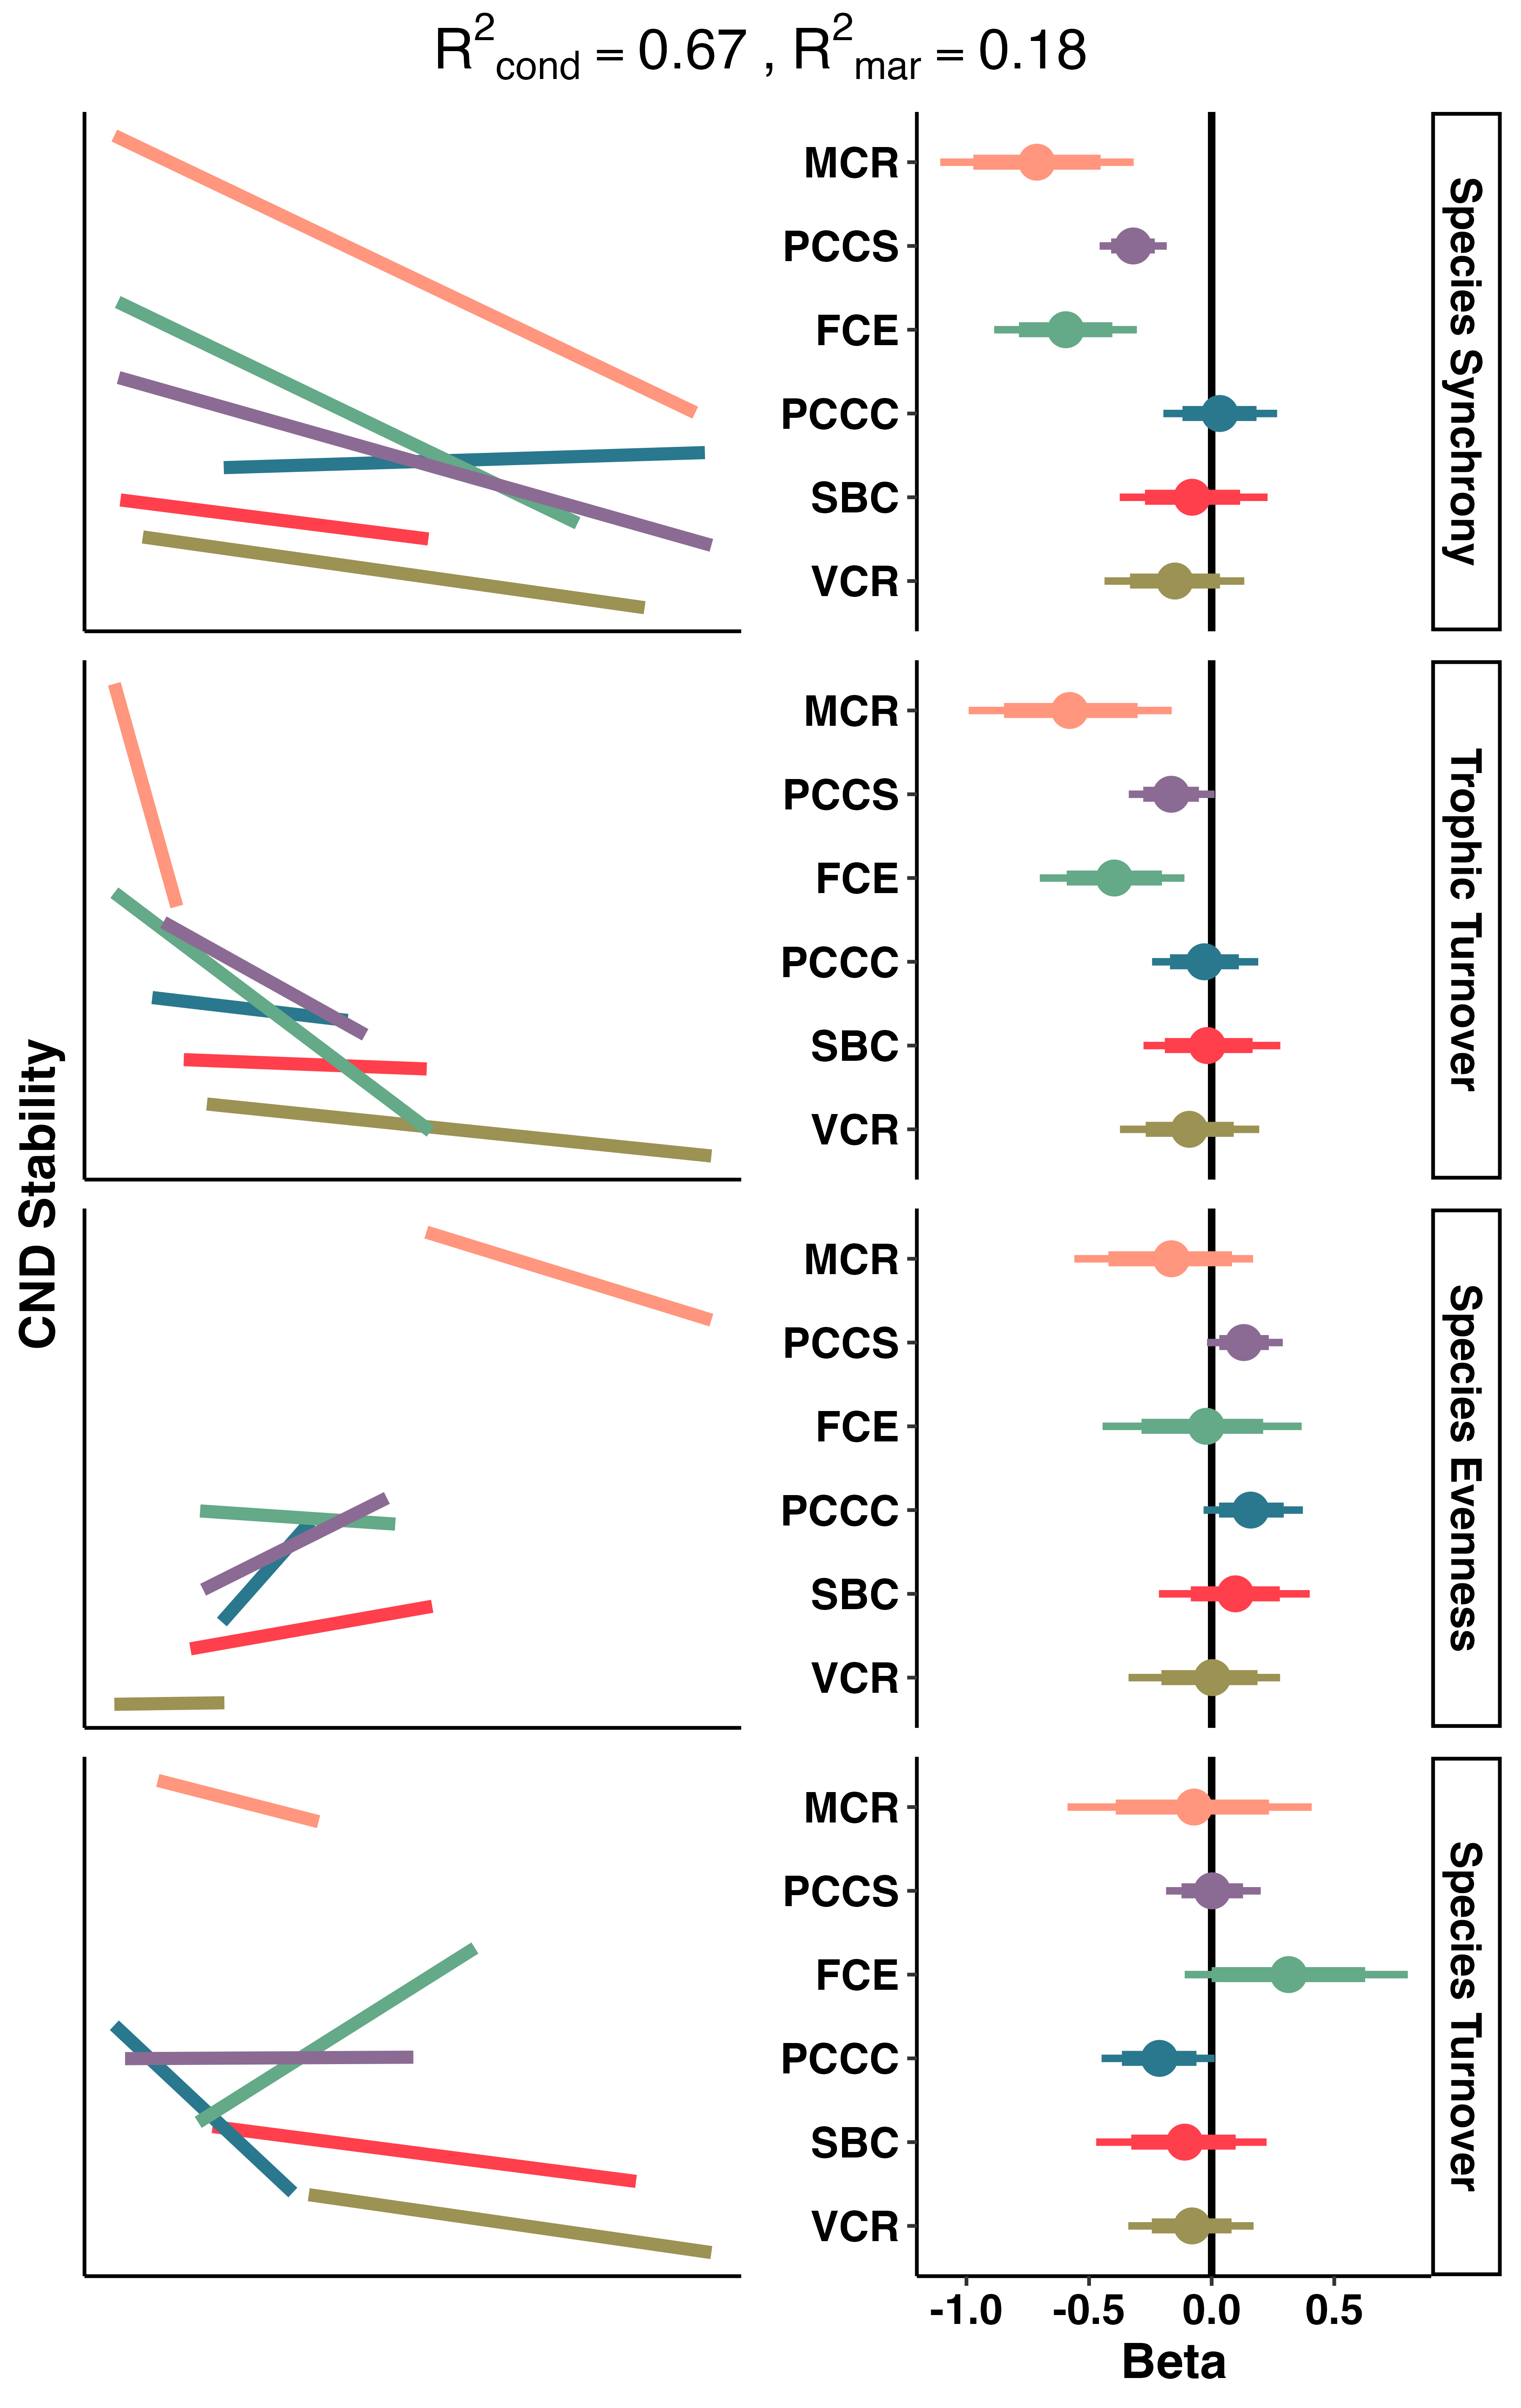 R²cond = 0.67 , R²mar = 0.18
CND Stability
MCR
PCCS
FCE
PCCC
SBC
VCR
Species Synchrony
MCR
PCCS
FCE
PCCC
SBC
VCR
Trophic Turnover
MCR
PCCS
FCE
PCCC
SBC
VCR
Species Evenness
MCR
PCCS
FCE
PCCC
SBC
VCR
Species Turnover
-1.0 -0.5 0.0 0.5
Beta